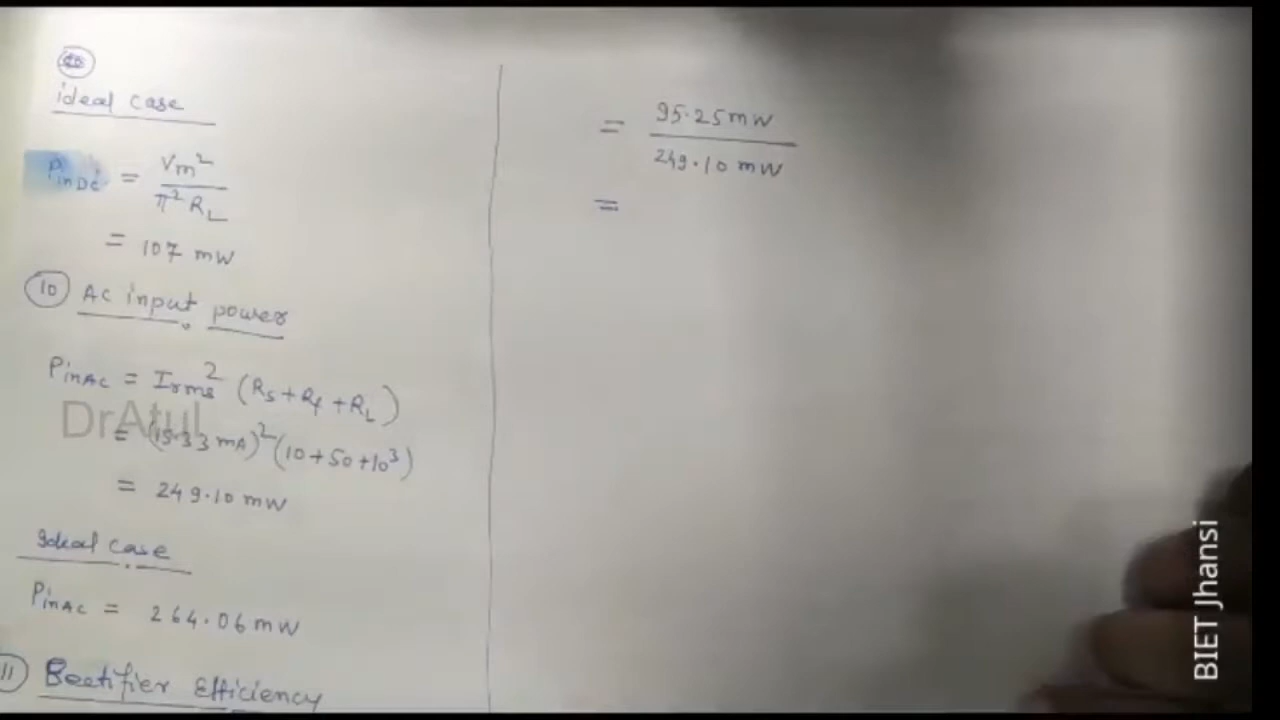 ideal case
PinDC = Vm² / π² RL
= 107 mW
10 AC input power
PinAC = Irms² (Rs + Rf + RL)
= (15.33 mA)² (10 + 50 + 10³)
= 249.10 mW
Ideal case
PinAC = 264.06 mW
11 Rectifier Efficiency
= 95.25 mW / 249.10 mW
=
DrAtul
BIET Jhansi